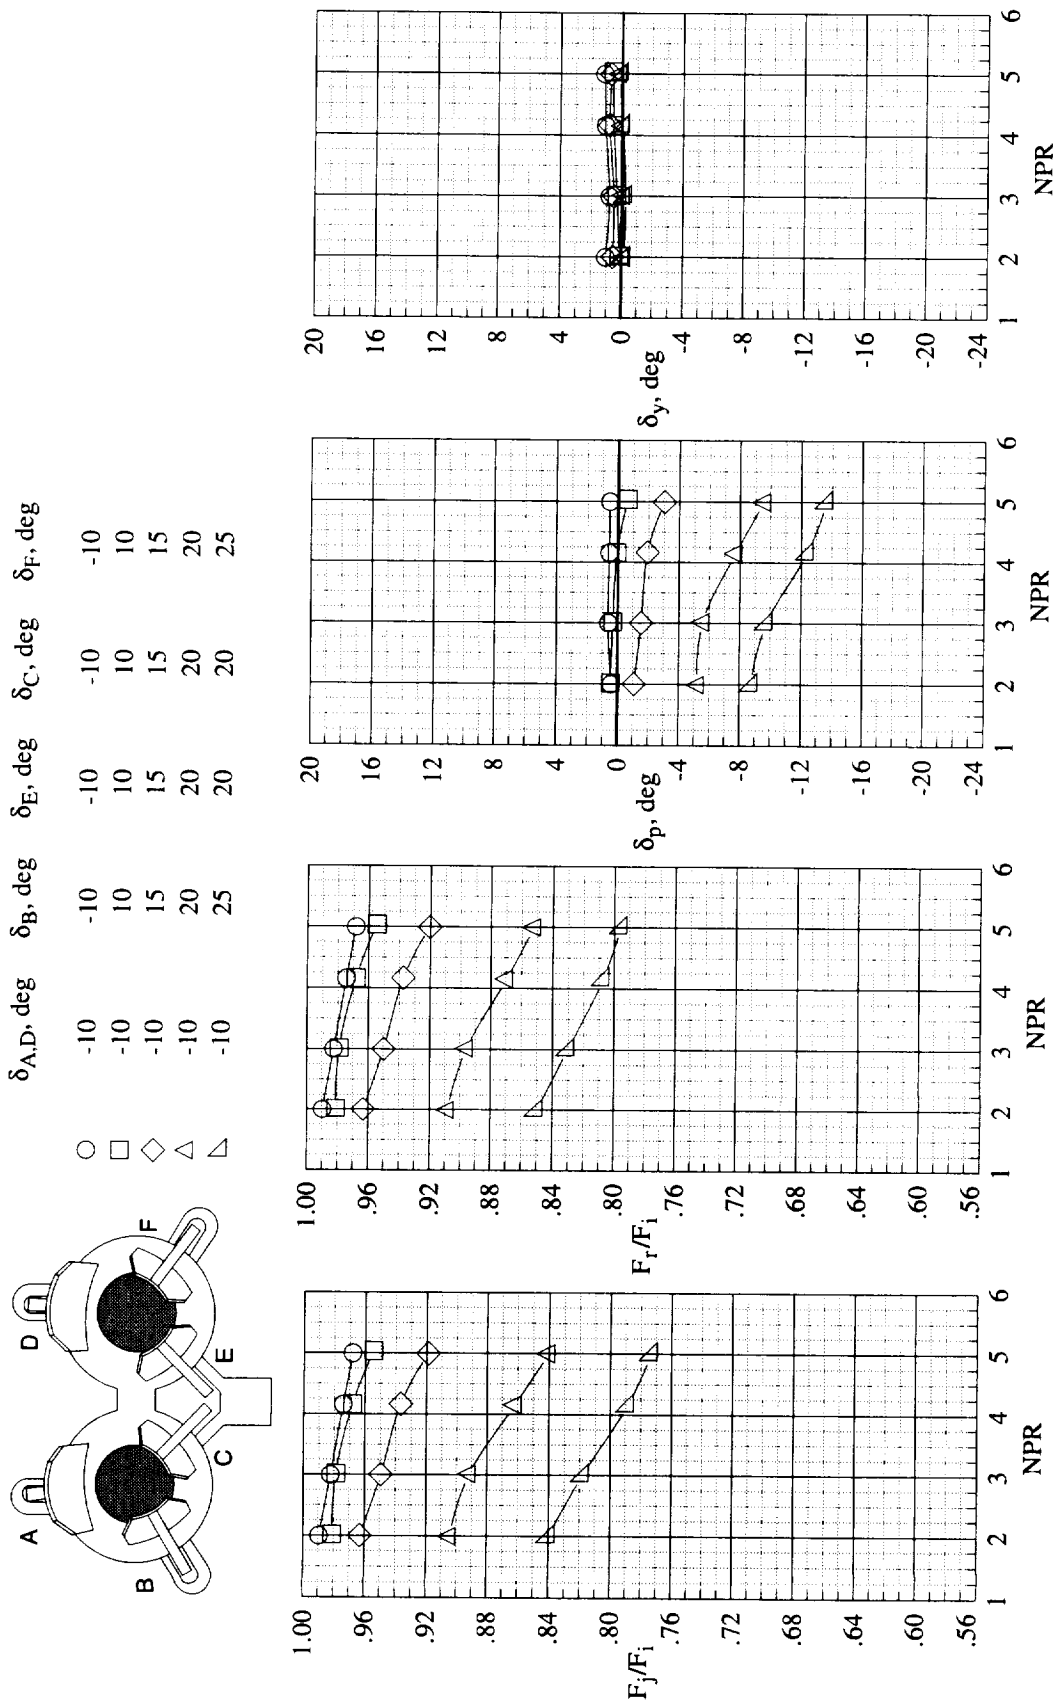 A
D
B
C
E
F
δA,D, deg δB, deg δE, deg δC, deg δF, deg
-10 -10 -10 -10 -10
-10 10 10 10 10
-10 15 15 15 15
-10 20 20 20 20
-10 25 20 20 25
1.00
.96
.92
.88
.84
.80
.76
.72
.68
.64
.60
.56
Fj/Fi
1 2 3 4 5 6
NPR
1.00
.96
.92
.88
.84
.80
.76
.72
.68
.64
.60
.56
Fr/Fi
1 2 3 4 5 6
NPR
20
16
12
8
4
0
-4
-8
-12
-16
-20
-24
δp, deg
1 2 3 4 5 6
NPR
20
16
12
8
4
0
-4
-8
-12
-16
-20
-24
δy, deg
1 2 3 4 5 6
NPR